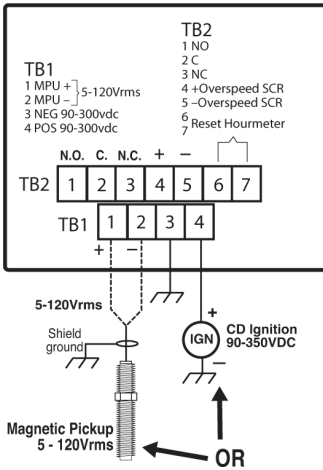 TB2
1 NO
2 C
3 NC
4 +Overspeed SCR
5 –Overspeed SCR
6
7 Reset Hourmeter
TB1
1 MPU +
2 MPU –
5-120Vrms
3 NEG 90-300vdc
4 POS 90-300vdc
N.O. C. N.C. + –
TB2 1 2 3 4 5 6 7
TB1 1 2 3 4
+ –
5-120Vrms
+
Shield
ground
IGN
CD Ignition
90-350VDC
–
Magnetic Pickup
5 - 120Vrms
OR